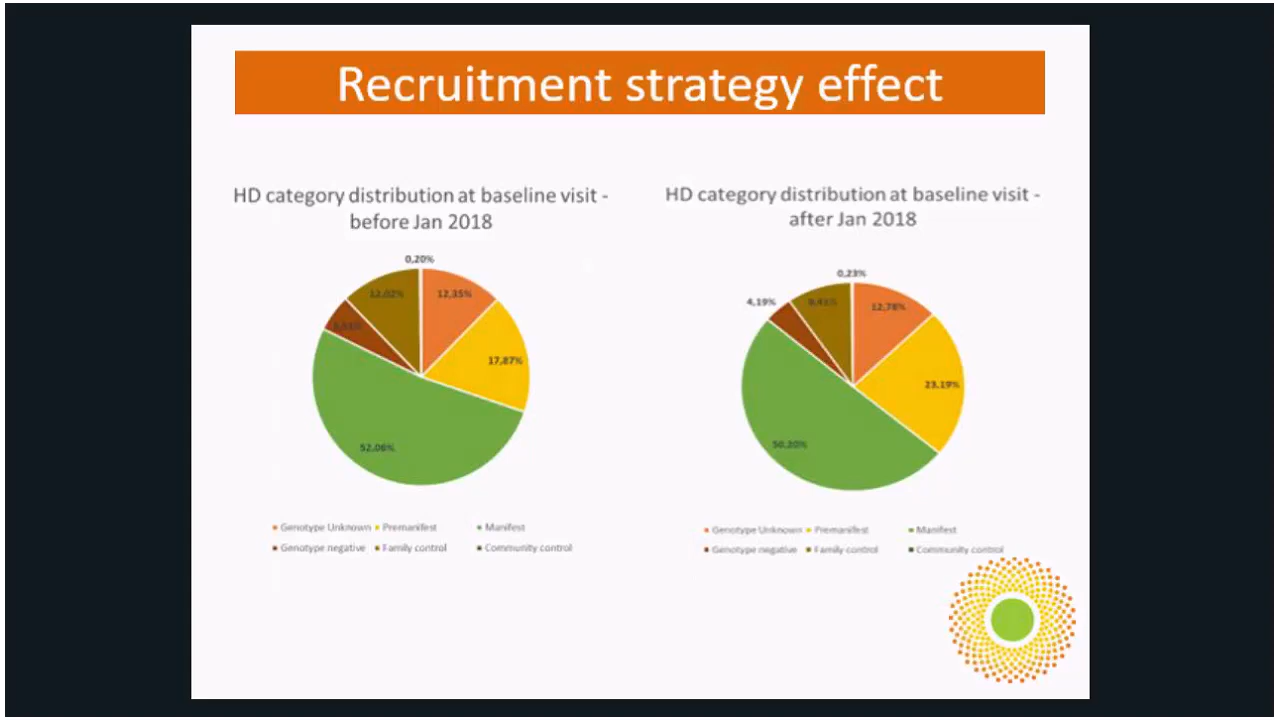 Recruitment strategy effect
HD category distribution at baseline visit -
before Jan 2018
0,20%
12,02%
12,35%
17,87%
52,06%
Genotype Unknown
Premanifest
Manifest
Genotype negative
Family control
Community control
HD category distribution at baseline visit -
after Jan 2018
0,23%
4,19%
12,78%
23,19%
50,20%
Genotype Unknown
Premanifest
Manifest
Genotype negative
Family control
Community control